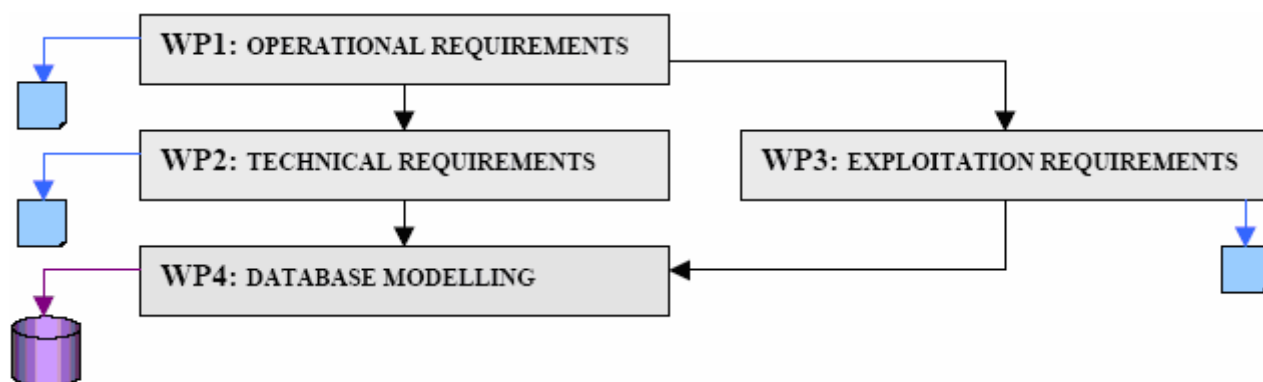 WP1: OPERATIONAL REQUIREMENTS
WP2: TECHNICAL REQUIREMENTS
WP3: EXPLOITATION REQUIREMENTS
WP4: DATABASE MODELLING